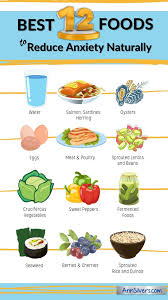 BEST 12 FOODS
to Reduce Anxiety Naturally
Water
Salmon, Sardines,
Herring
Oysters
Eggs
Meat & Poultry
Sprouted Lentils
and Beans
Cruciferous
Vegetables
Sweet Peppers
Fermented
Foods
Seaweed
Berries & Cherries
Sprouted
Rice and Quinoa
AnnSilvers.com